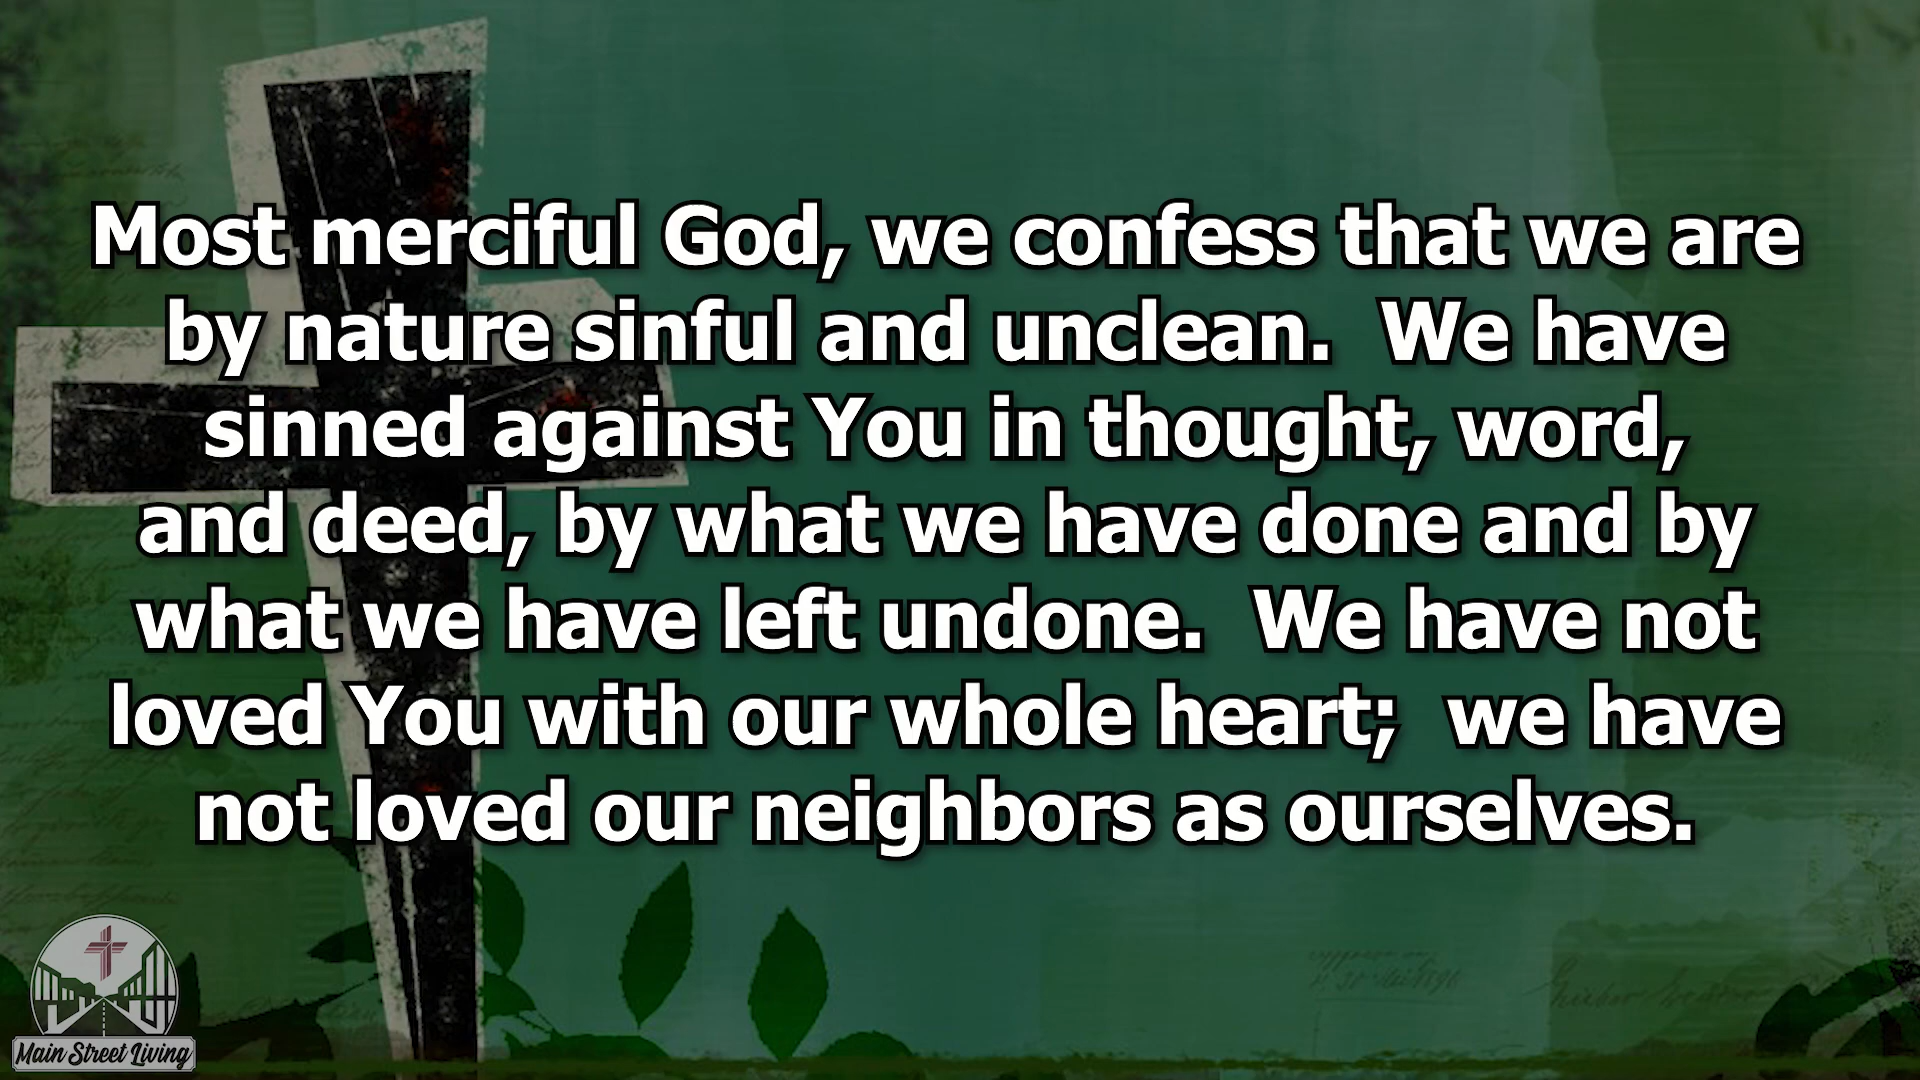 Most merciful God, we confess that we are
by nature sinful and unclean.  We have
sinned against You in thought, word,
and deed, by what we have done and by
what we have left undone.  We have not
loved You with our whole heart;  we have
not loved our neighbors as ourselves.
Main Street Living